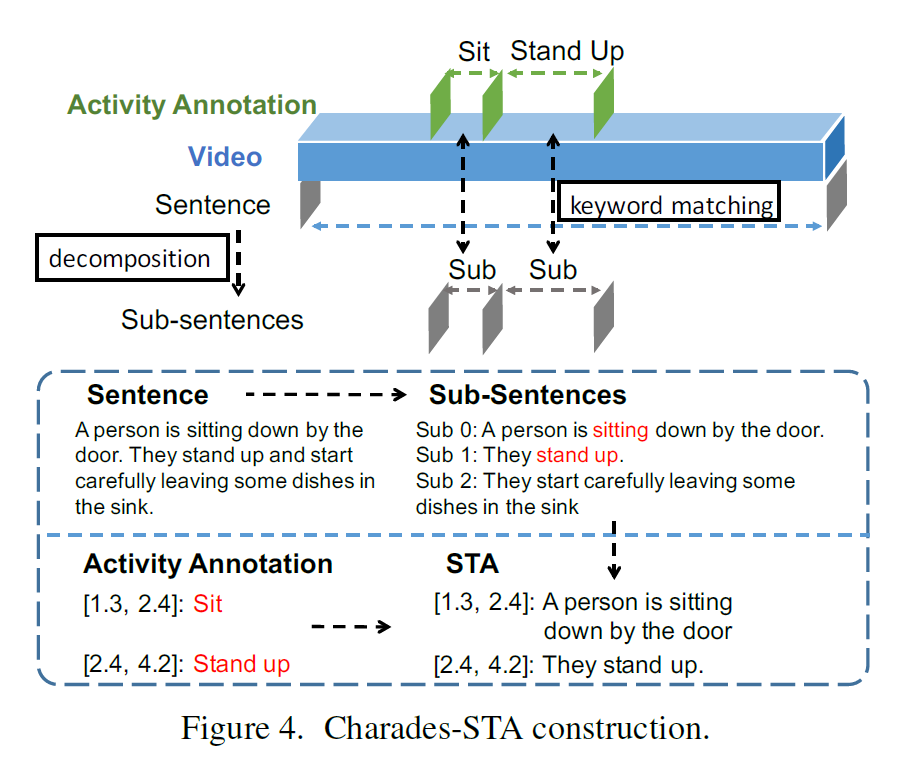 Sit Stand Up
Activity Annotation
Video
Sentence
keyword matching
decomposition
Sub Sub
Sub-sentences
Sentence
A person is sitting down by the
door. They stand up and start
carefully leaving some dishes in
the sink.
Sub-Sentences
Sub 0: A person is sitting down by the door.
Sub 1: They stand up.
Sub 2: They start carefully leaving some
dishes in the sink
Activity Annotation
[1.3, 2.4]: Sit
[2.4, 4.2]: Stand up
STA
[1.3, 2.4]: A person is sitting
down by the door
[2.4, 4.2]: They stand up.
Figure 4. Charades-STA construction.